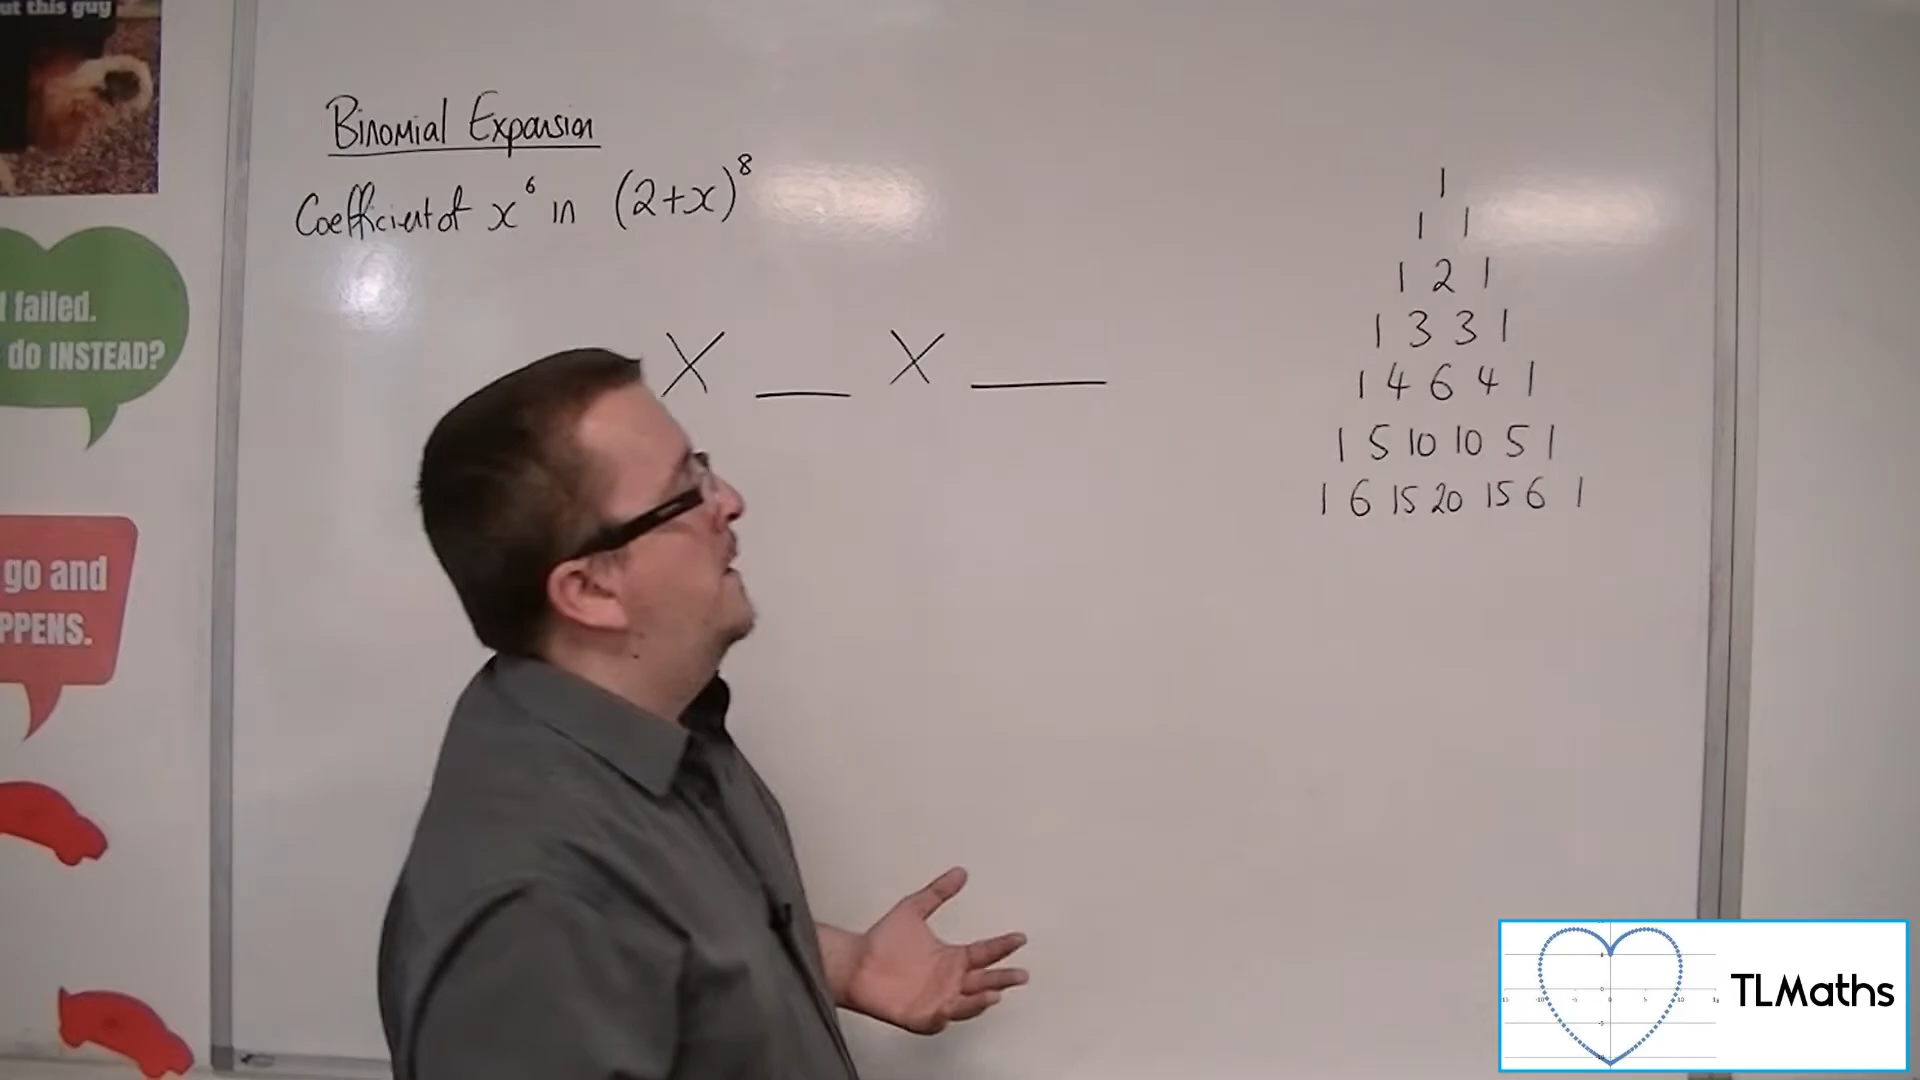 ut this guy
I failed.
do INSTEAD?
go and
PPENS.
Binomial Expansion
Coefficient of x⁶ in (2+x)⁸
X __ X __
1
1 1
1 2 1
1 3 3 1
1 4 6 4 1
1 5 10 10 5 1
1 6 15 20 15 6 1
TLMaths